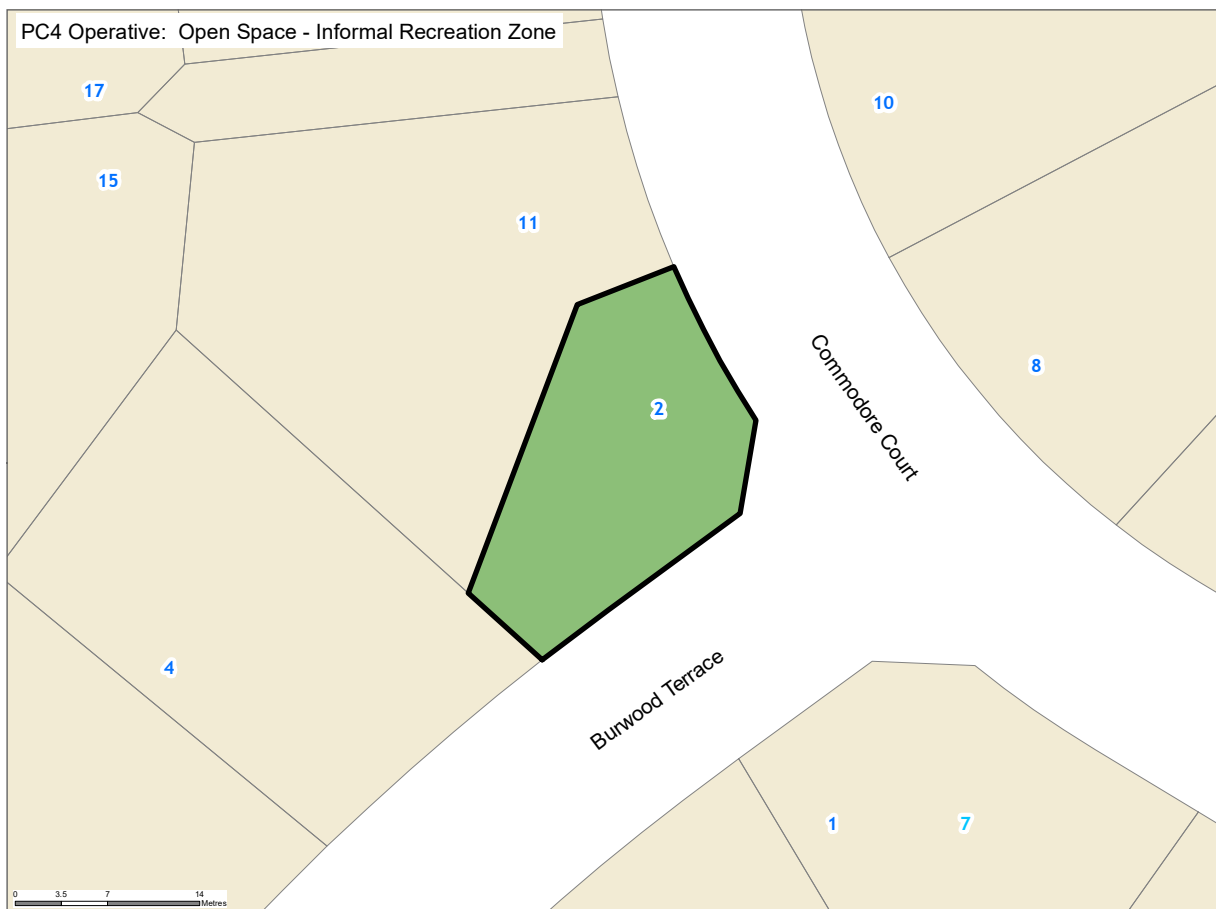 PC4 Operative:  Open Space - Informal Recreation Zone
17
10
15
11
8
Commodore Court
2
4
Burwood Terrace
1
7
0 3.5 7 14
Metres